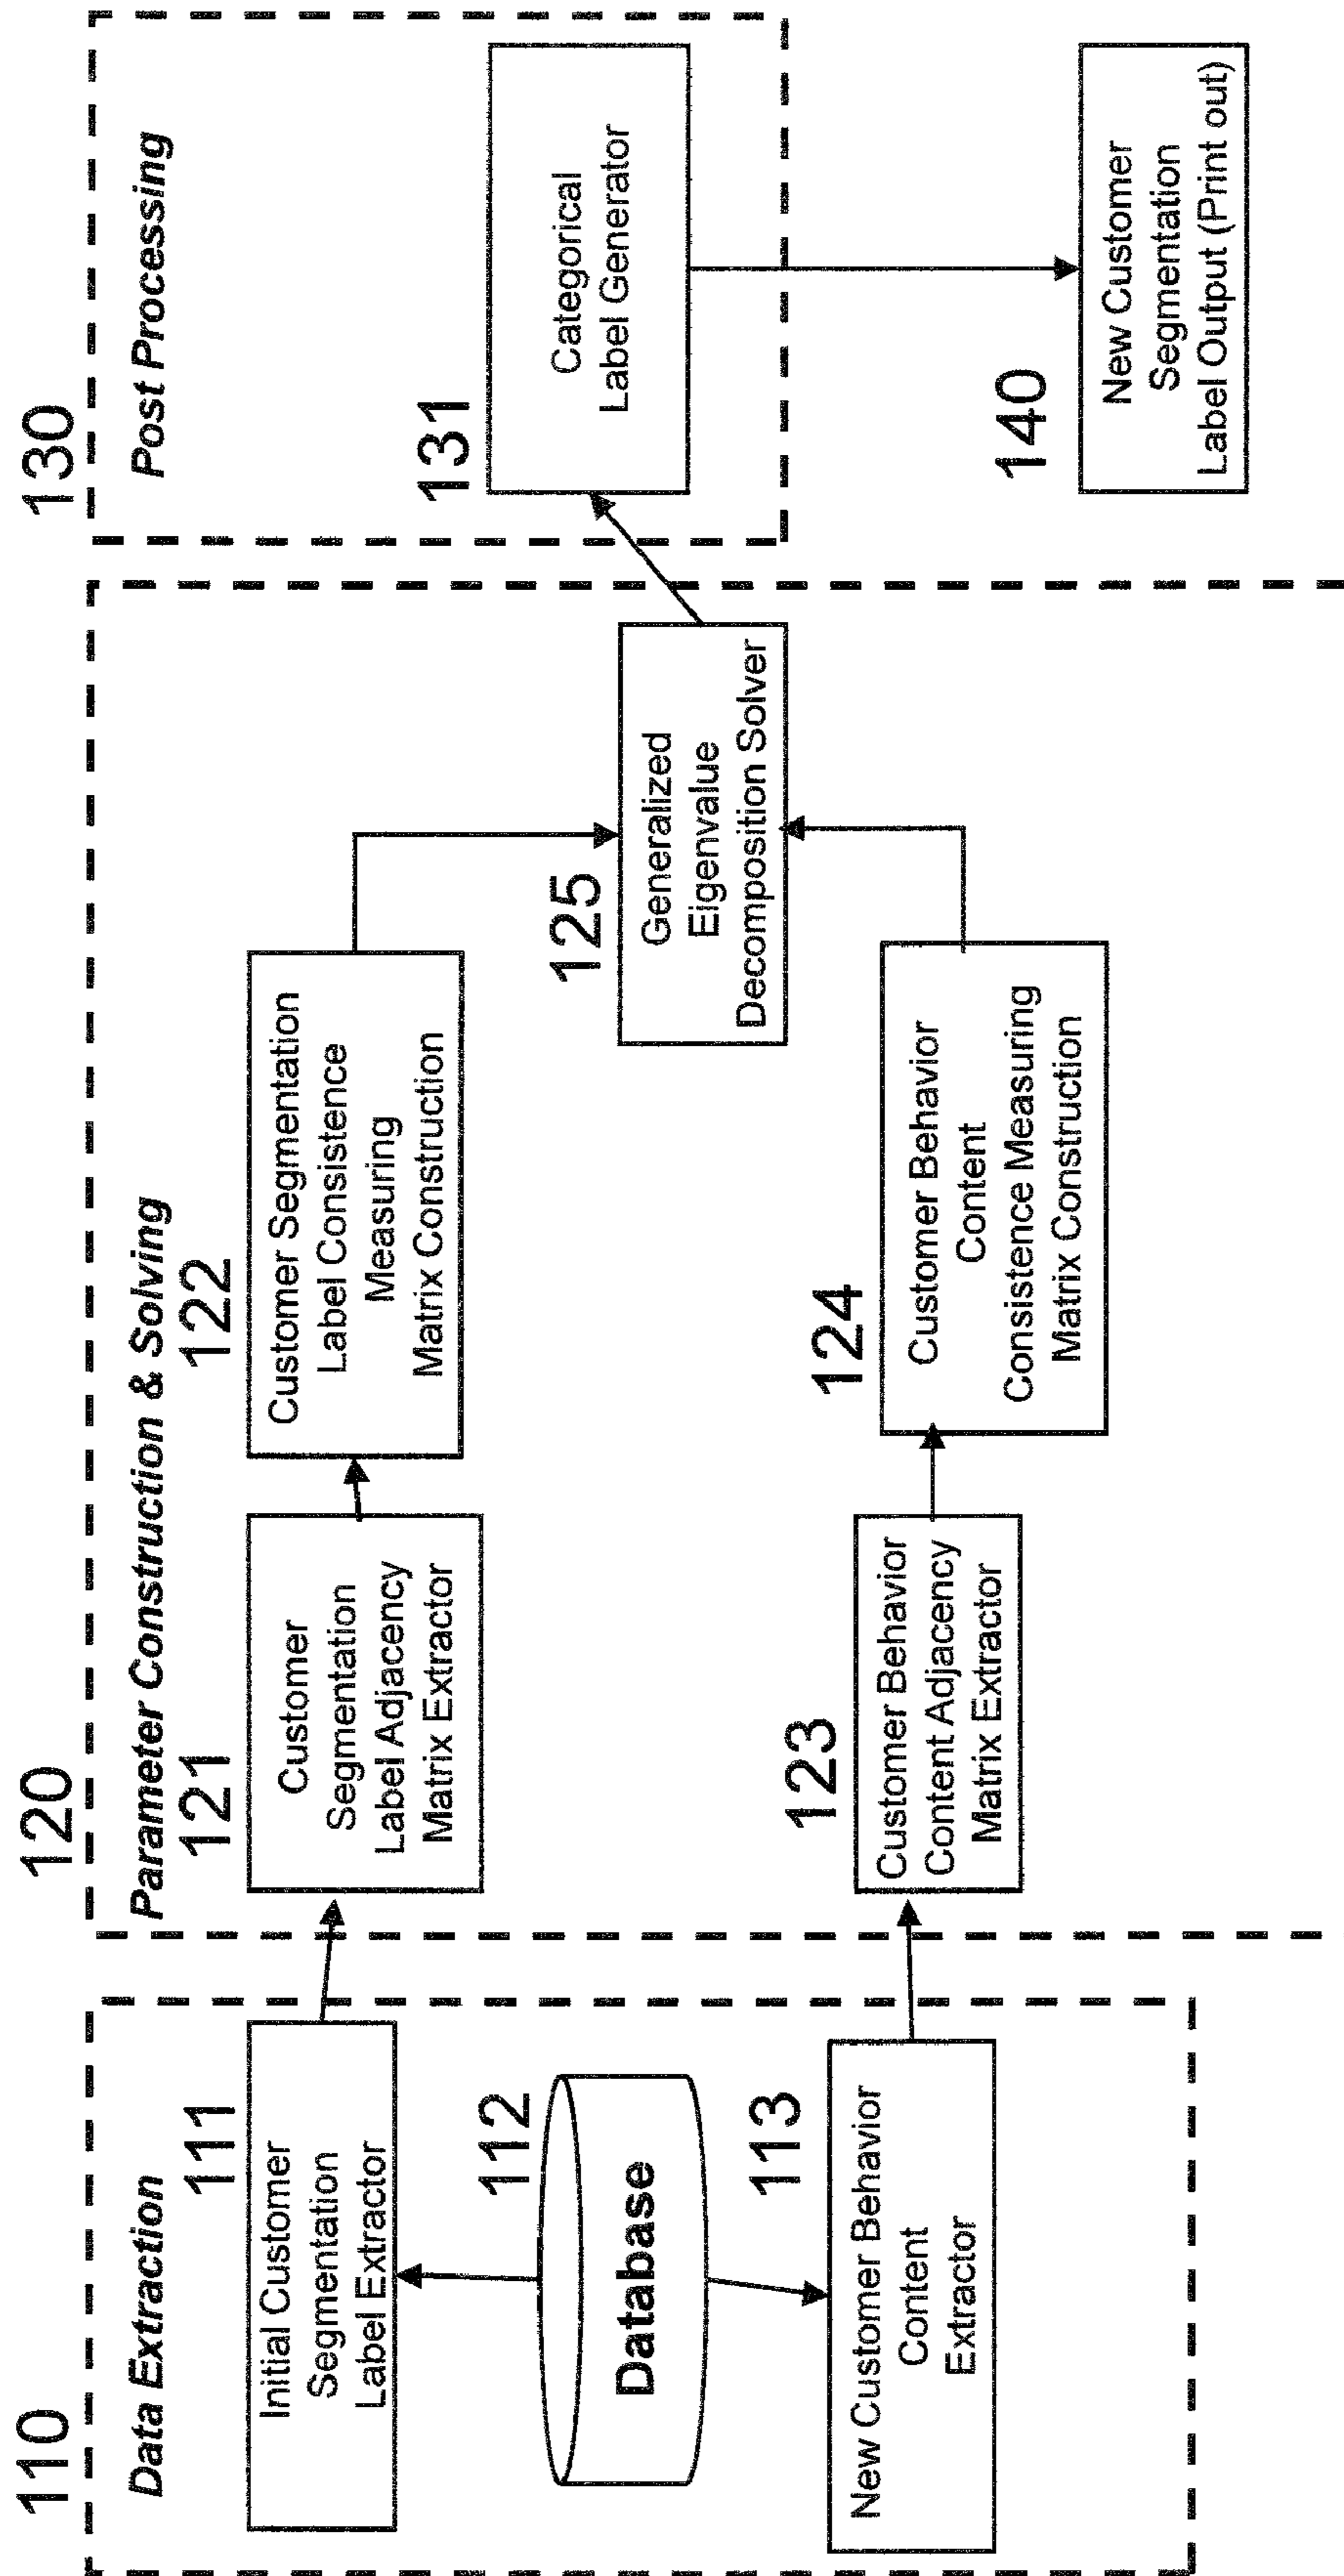 110
Data Extraction
111
Initial Customer
Segmentation
Label Extractor
112
Database
113
New Customer Behavior
Content
Extractor
120
Parameter Construction & Solving
121
Customer
Segmentation
Label Adjacency
Matrix Extractor
122
Customer Segmentation
Label Consistence
Measuring
Matrix Construction
123
Customer Behavior
Content Adjacency
Matrix Extractor
124
Customer Behavior
Content
Consistence Measuring
Matrix Construction
125
Generalized
Eigenvalue
Decomposition Solver
130
Post Processing
131
Categorical
Label Generator
140
New Customer
Segmentation
Label Output (Print out)